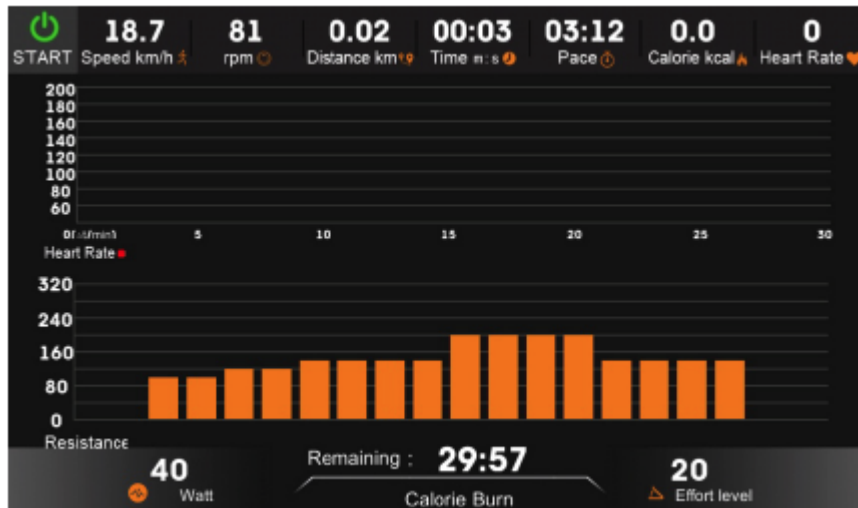 START
18.7
Speed km/h
81
rpm
0.02
Distance km
00:03
Time m:s
03:12
Pace
0.0
Calorie kcal
0
Heart Rate
200
180
160
140
120
100
80
60
0 5 10 15 20 25 30
Heart Rate
320
240
160
80
0
Resistance
40
Watt
Remaining : 29:57
Calorie Burn
20
Effort level